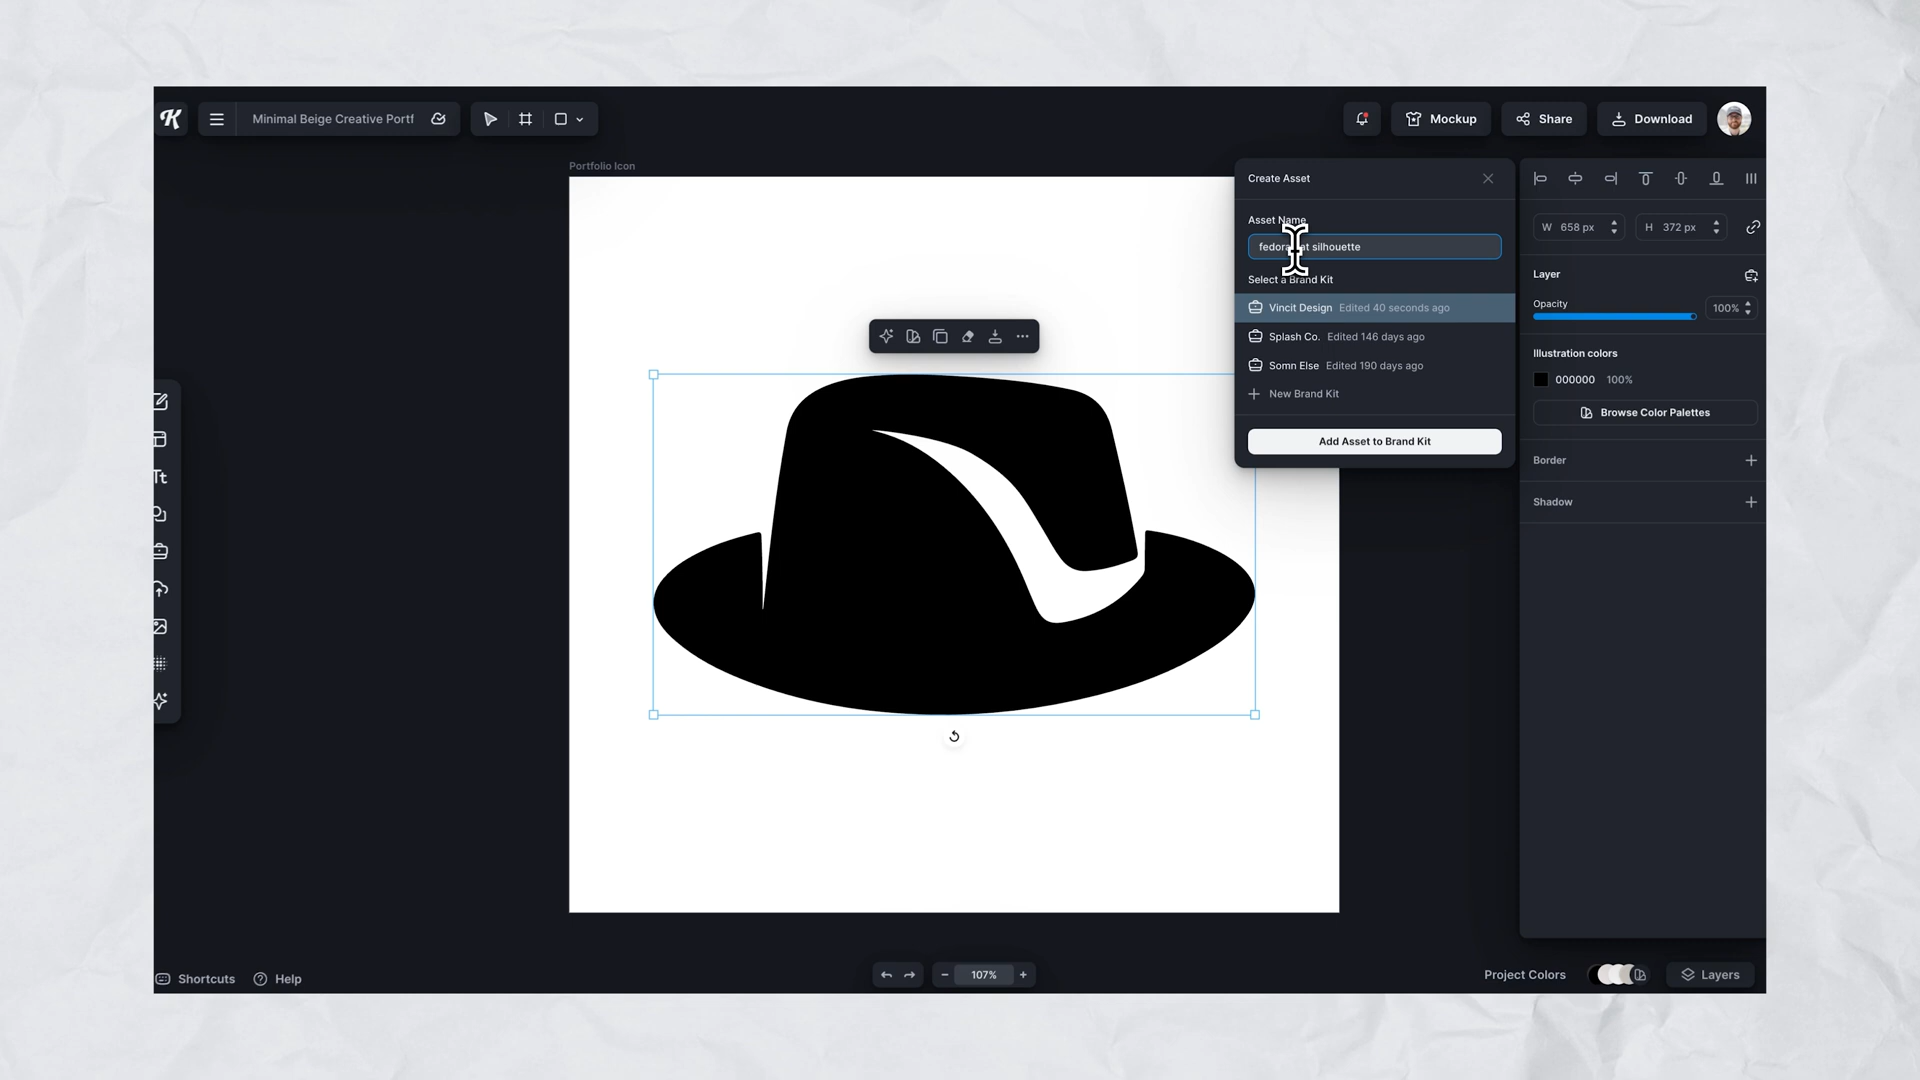 Minimal Beige Creative Portf
Mockup
Share
Download
Portfolio Icon
Create Asset
Asset Name
fedora silhouette
Select a Brand Kit
Vincit Design Edited 40 seconds ago
Splash Co. Edited 146 days ago
Somn Else Edited 190 days ago
New Brand Kit
Add Asset to Brand Kit
W 658 px
H 372 px
Layer
Opacity
100%
Illustration colors
000000 100%
Browse Color Palettes
Border
Shadow
Tt
Shortcuts
Help
107%
Project Colors
Layers